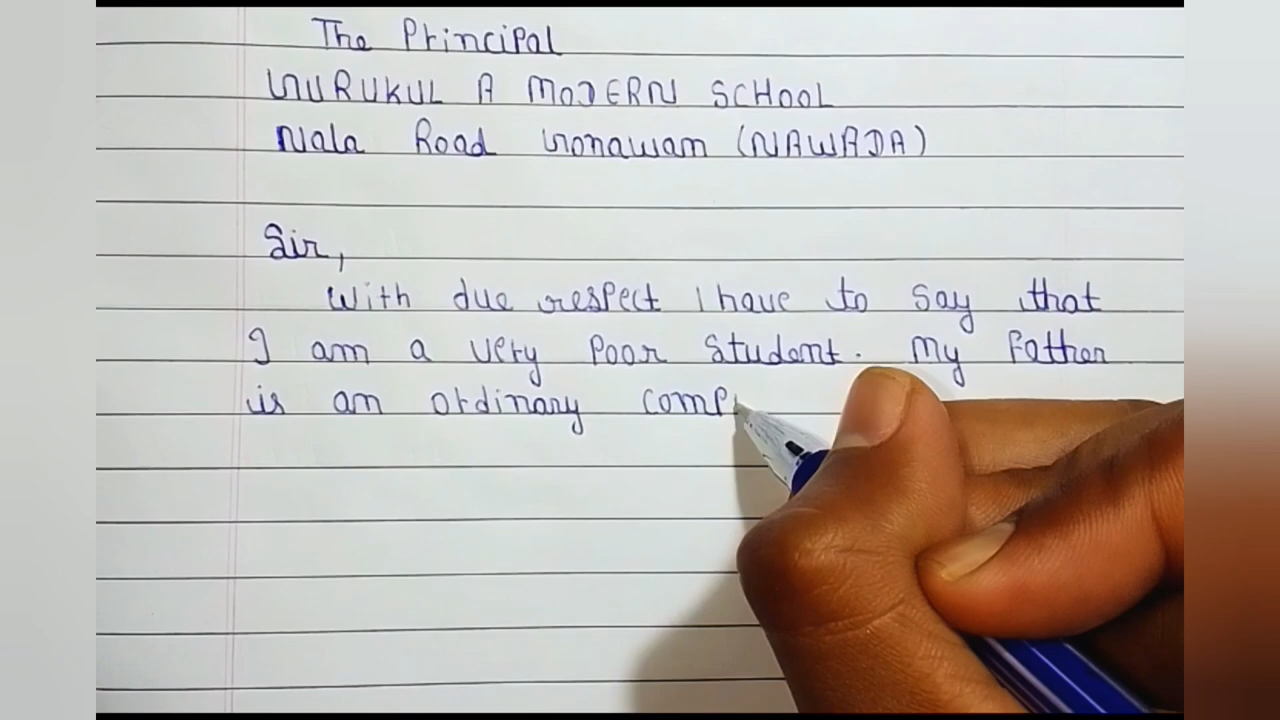 The Principal
GURUKUL A MODERN SCHOOL
Nala Road Gonawam (NAWADA)
Sir,
With due respect I have to say that
I am a very poor student. My Father
is an ordinary comp